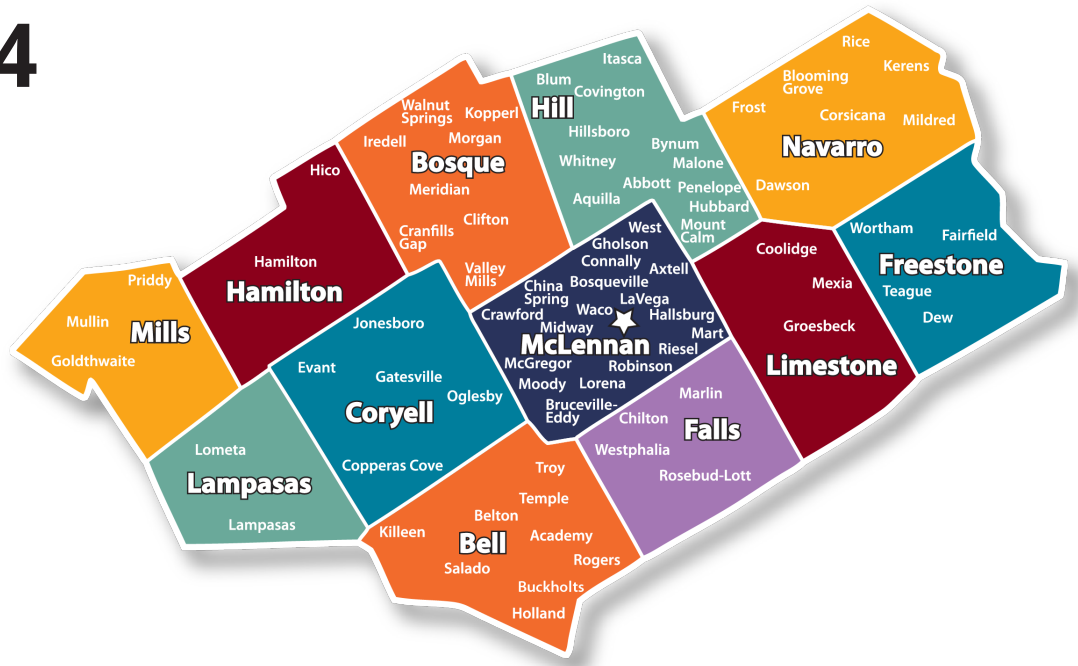 4
Rice
Kerens
Blooming
Grove
Frost
Corsicana
Mildred
Navarro
Dawson
Itasca
Blum
Covington
Hill
Hillsboro
Bynum
Whitney
Malone
Abbott
Penelope
Aquilla
Hubbard
Mount
Calm
Walnut
Springs
Kopperl
Iredell
Morgan
Bosque
Meridian
Clifton
Cranfills
Gap
Valley
Mills
Hico
Hamilton
Hamilton
Priddy
Mullin
Mills
Goldthwaite
Lometa
Lampasas
Lampasas
Jonesboro
Evant
Gatesville
Oglesby
Coryell
Copperas Cove
West
Gholson
Connally
Axtell
Bosqueville
China
Spring
LaVega
Crawford
Waco
Hallsburg
Midway
Mart
McLennan
Riesel
McGregor
Robinson
Moody
Lorena
Bruceville-
Eddy
Wortham
Fairfield
Freestone
Teague
Dew
Coolidge
Mexia
Groesbeck
Limestone
Marlin
Chilton
Falls
Westphalia
Rosebud-Lott
Troy
Temple
Belton
Killeen
Academy
Bell
Rogers
Salado
Buckholts
Holland